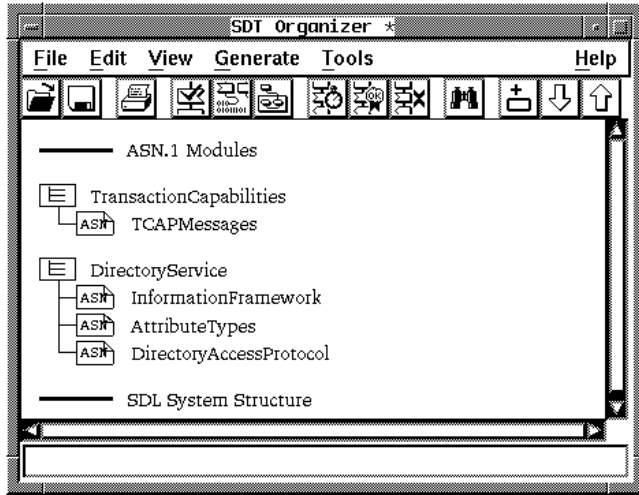 SDT Organizer *
File Edit View Generate Tools Help
ASN.1 Modules
TransactionCapabilities
ASN TCAPMessages
DirectoryService
ASN InformationFramework
ASN AttributeTypes
ASN DirectoryAccessProtocol
SDL System Structure